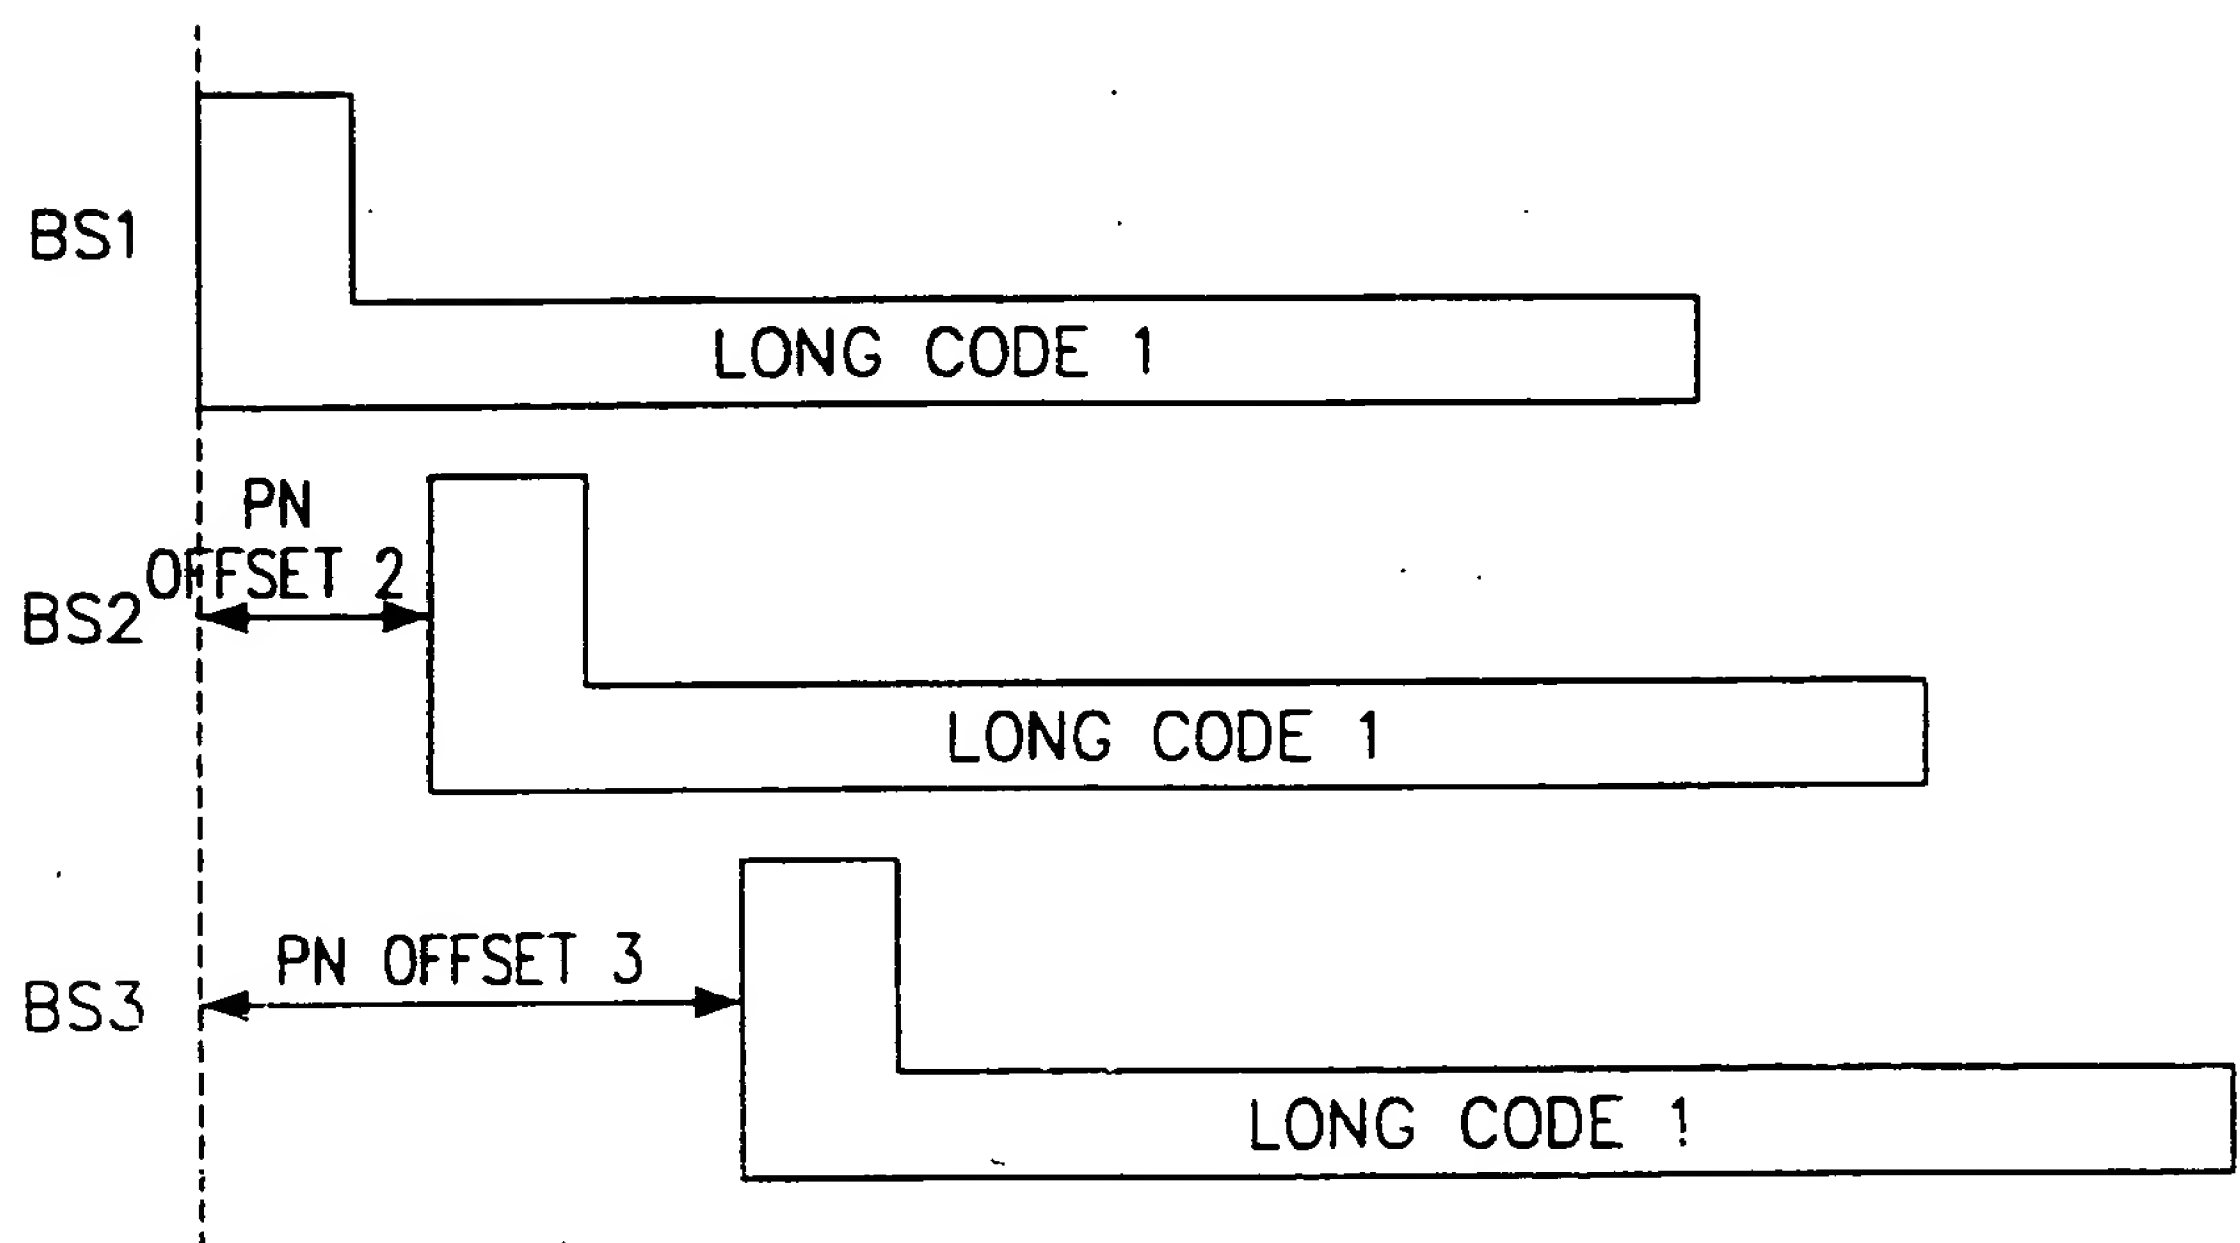 BS1
LONG CODE 1
PN
OFFSET 2
BS2
LONG CODE 1
PN OFFSET 3
BS3
LONG CODE 1